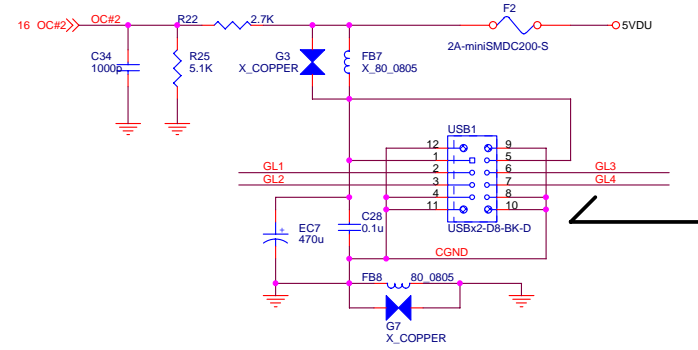 16 OC#2 OC#2 R22 2.7K F2 5VDU
2A-miniSMDC200-S
C34 1000p
R25 5.1K
G3 X_COPPER
FB7 X_80_0805
USB1
12 9
1 5
GL1 2 6 GL3
GL2 3 7 GL4
4 8
11 10
USBx2-D8-BK-D
C28 0.1u
EC7 + 470u
CGND
FB8 80_0805
G7
X_COPPER